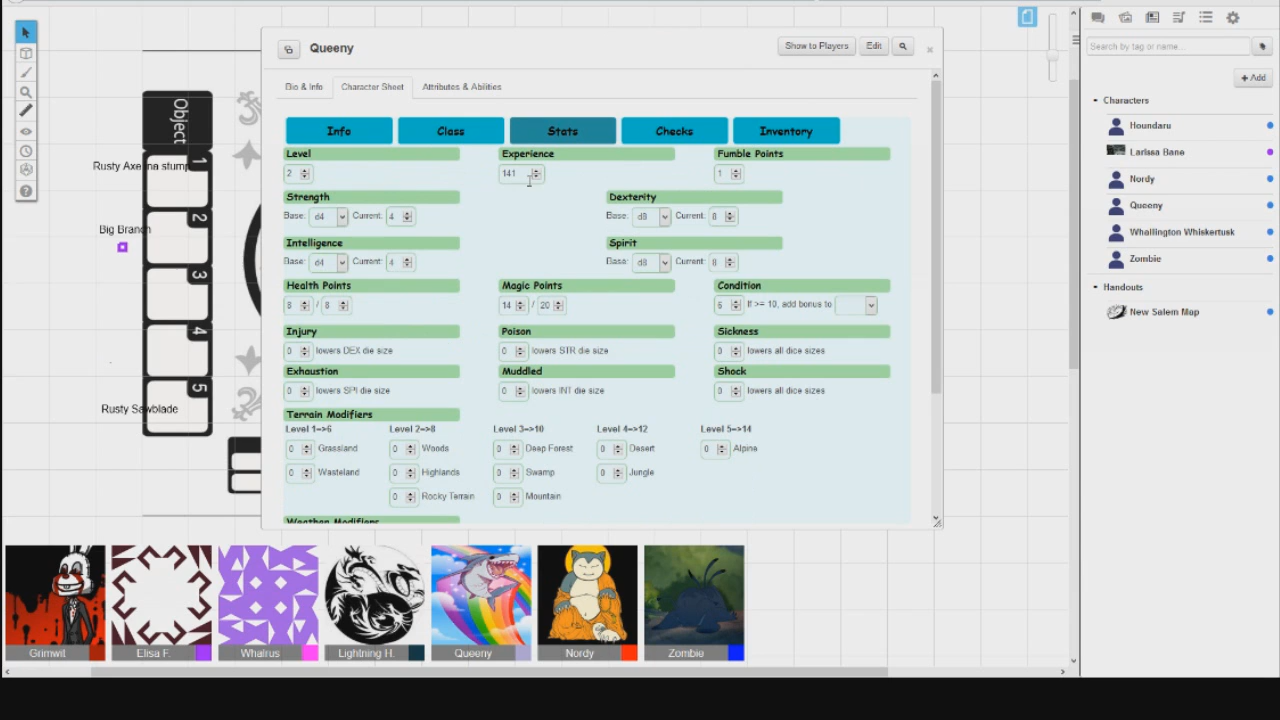 Queeny
Show to Players
Edit
Bio & Info
Character Sheet
Attributes & Abilities
Info
Class
Stats
Checks
Inventory
Level
Experience
Fumble Points
2
141
1
Strength
Dexterity
Base: d4 Current: 4
Base: d8 Current: 8
Intelligence
Spirit
Base: d4 Current: 4
Base: d8 Current: 8
Health Points
Magic Points
Condition
8 / 8
14 / 20
6 If >= 10, add bonus to
Injury
Poison
Sickness
0 lowers DEX die size
0 lowers STR die size
0 lowers all dice sizes
Exhaustion
Muddled
Shock
0 lowers SPI die size
0 lowers INT die size
0 lowers all dice sizes
Terrain Modifiers
Level 1=>6
Level 2=>8
Level 3=>10
Level 4=>12
Level 5=>14
0 Grassland
0 Woods
0 Deep Forest
0 Desert
0 Alpine
0 Wasteland
0 Highlands
0 Swamp
0 Jungle
0 Rocky Terrain
0 Mountain
Weather Modifiers
Object
1
Rusty Axe na stump
2
Big Branch
3
4
5
Rusty Sawblade
Grimwit
Elisa F.
Whalrus
Lightning H.
Queeny
Nordy
Zombie
Search by tag or name...
+ Add
Characters
Houndaru
Larissa Bane
Nordy
Queeny
Whallington Whiskertusk
Zombie
Handouts
New Salem Map